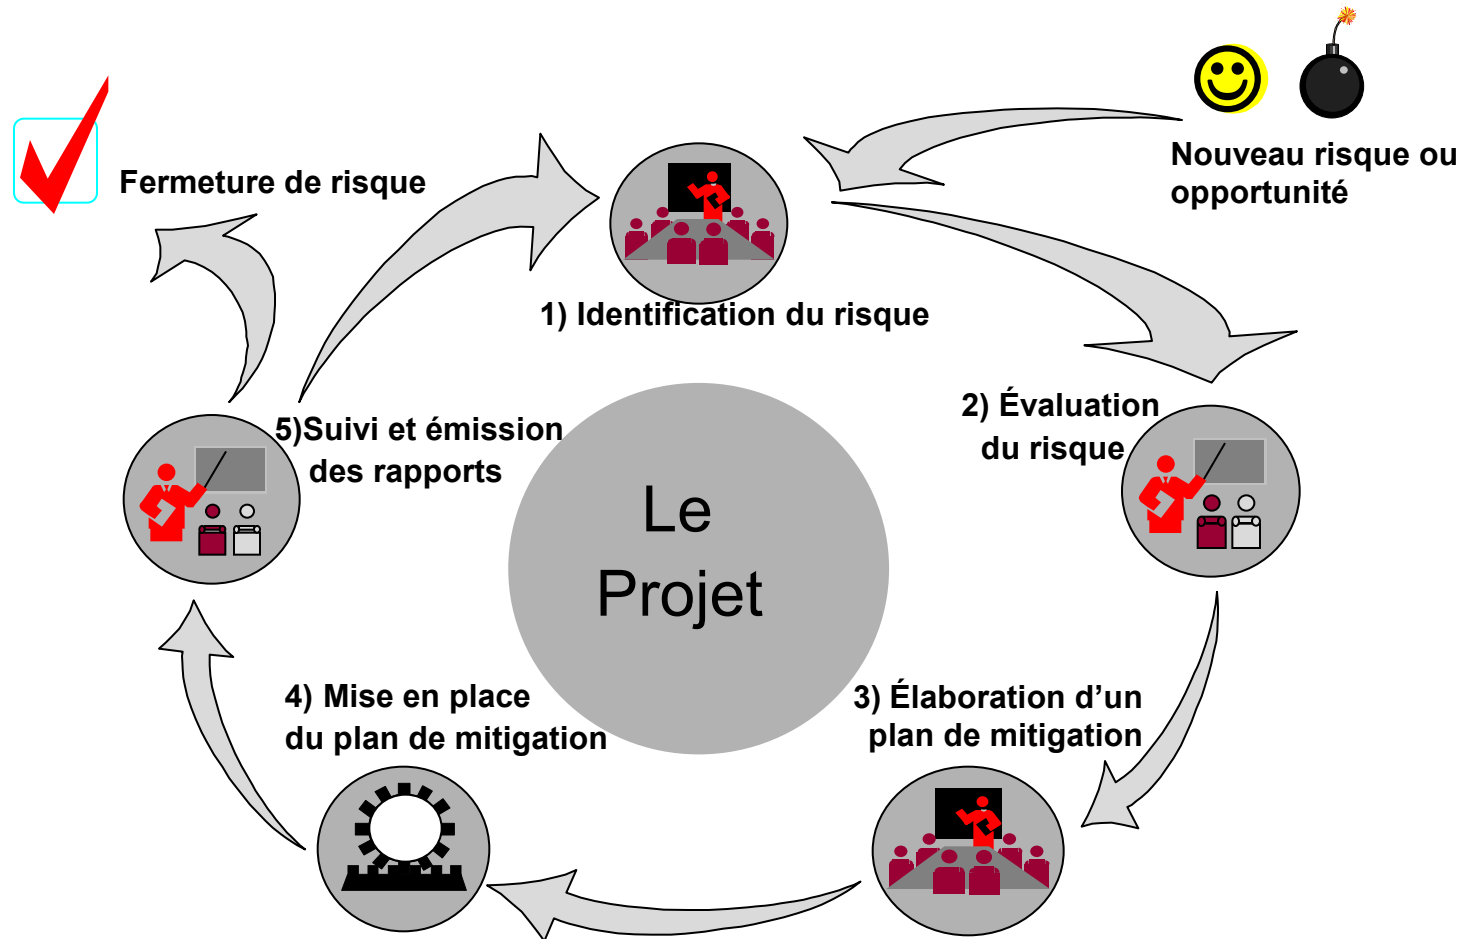 Nouveau risque ou
opportunité
Fermeture de risque
1) Identification du risque
2) Évaluation
du risque
5)Suivi et émission
des rapports
Le
Projet
3) Élaboration d’un
plan de mitigation
4) Mise en place
du plan de mitigation